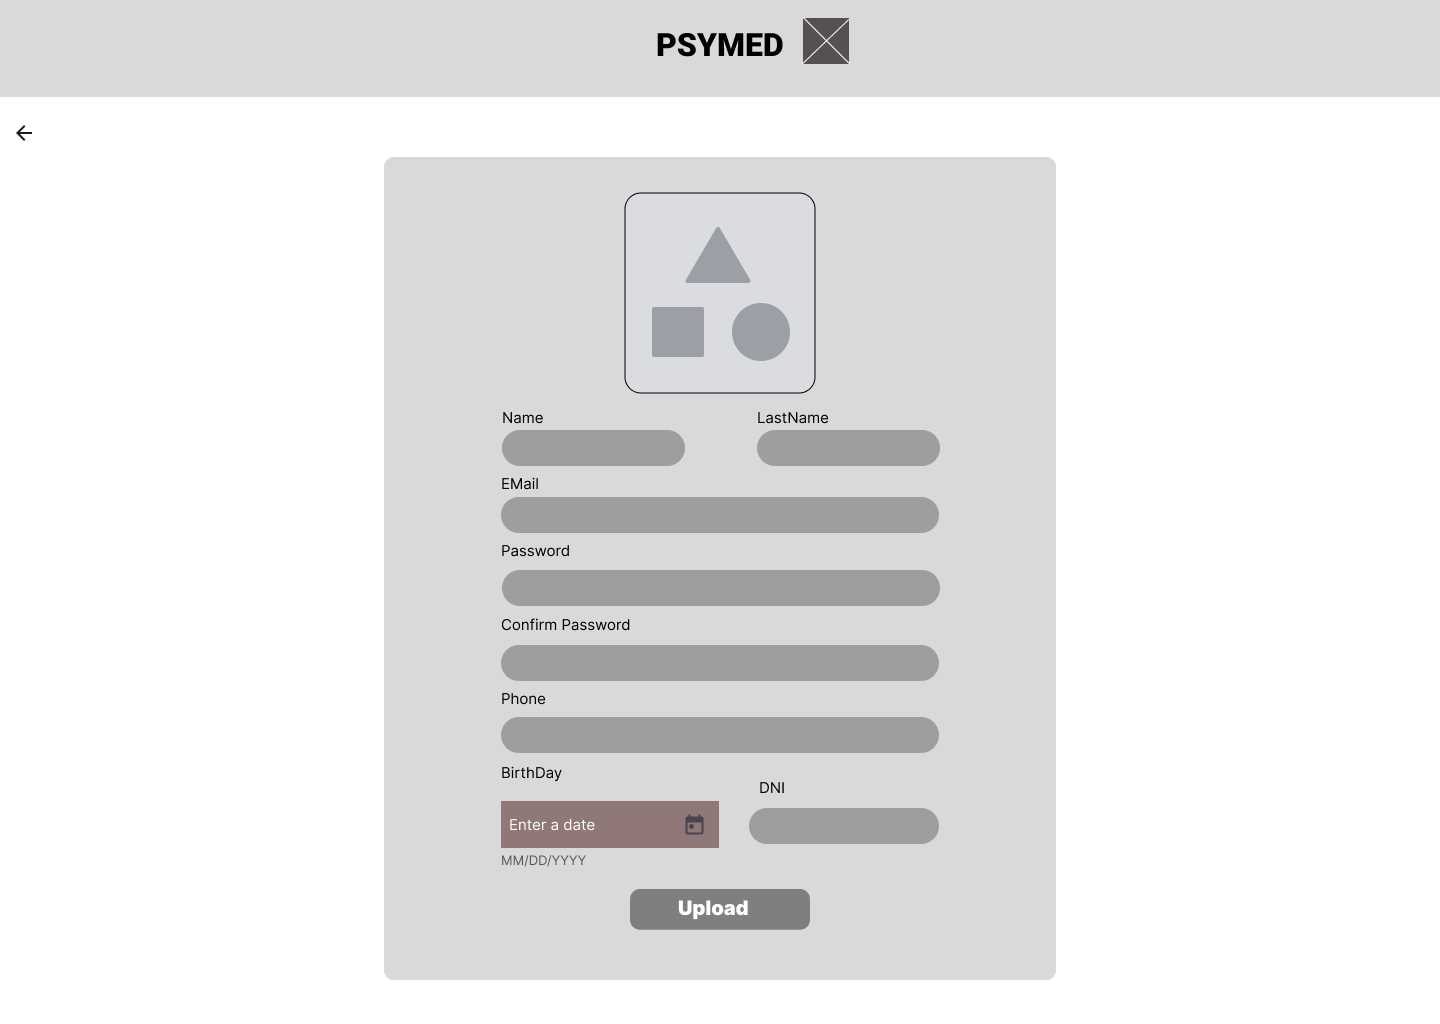 PSYMED
Name
LastName
EMail
Password
Confirm Password
Phone
BirthDay
DNI
Enter a date
MM/DD/YYYY
Upload